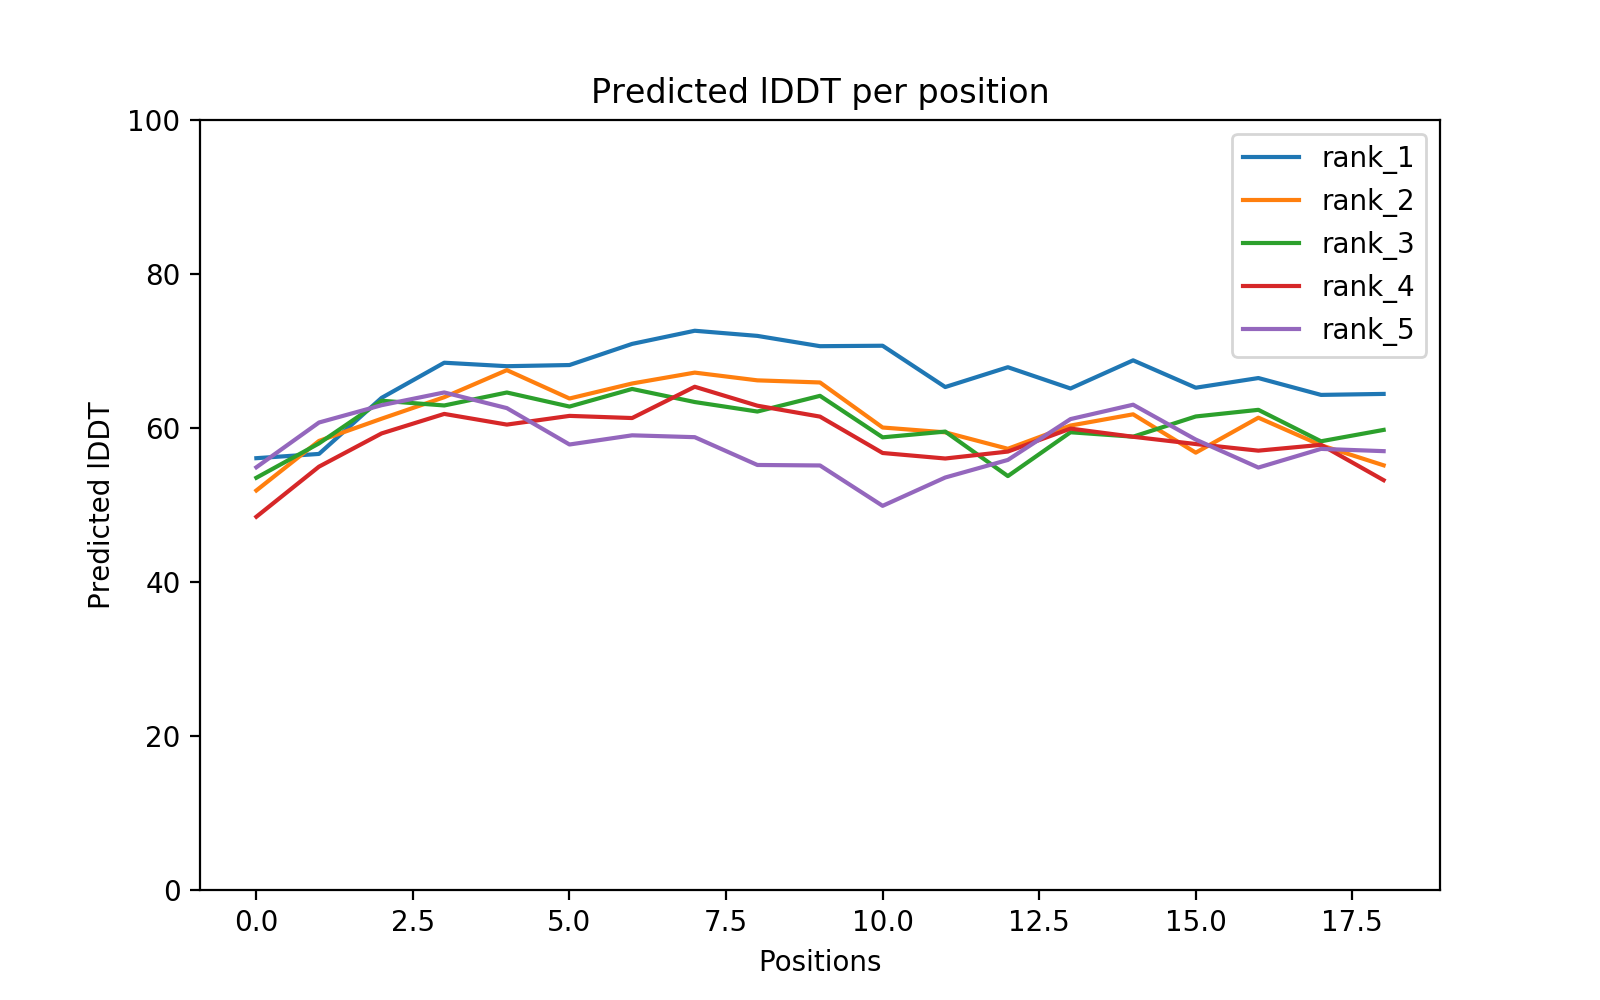 Predicted lDDT per position
100
80
60
40
20
0
Predicted lDDT
rank_1
rank_2
rank_3
rank_4
rank_5
0.0 2.5 5.0 7.5 10.0 12.5 15.0 17.5
Positions